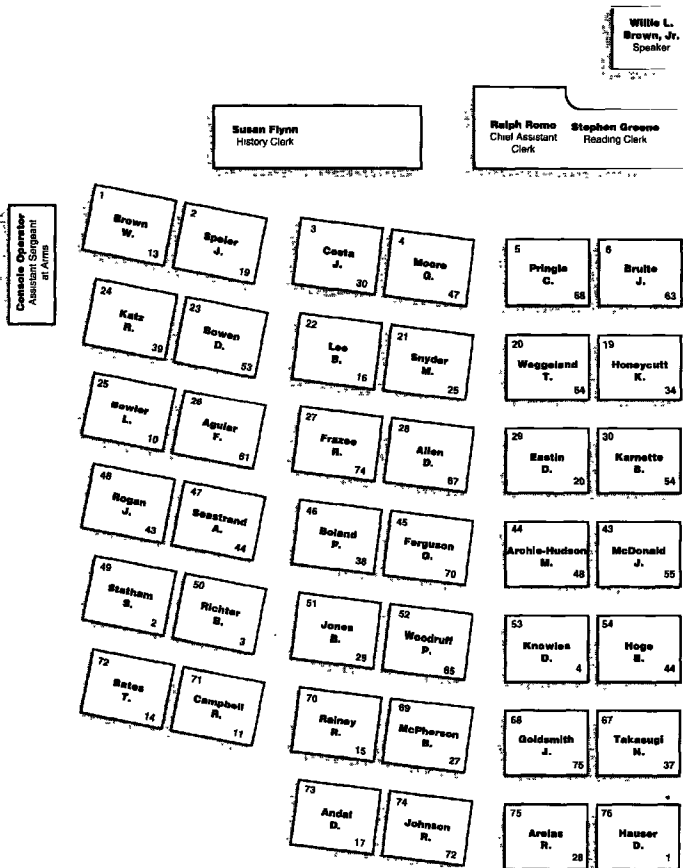 Willie L.
Brown, Jr.
Speaker
Susan Flynn
History Clerk
Ralph Romo
Chief Assistant
Clerk
Stephen Greene
Reading Clerk
Console Operator
Assistant Sergeant
at Arms
1
Brown
W.
13
2
Speier
J.
19
3
Costa
J.
30
4
Moore
G.
47
5
Pringle
C.
68
6
Brulte
J.
63
24
Katz
R.
39
23
Bowen
D.
53
22
Lee
B.
16
21
Snyder
M.
25
20
Weggeland
T.
64
19
Honeycutt
K.
34
25
Bowler
L.
10
26
Aguiar
F.
61
27
Frazee
R.
74
28
Allen
D.
67
29
Eastin
D.
20
30
Karnette
B.
54
48
Rogan
J.
43
47
Seastrand
A.
44
46
Boland
P.
38
45
Ferguson
G.
70
44
Archie-Hudson
M.
48
43
McDonald
J.
55
49
Statham
S.
2
50
Richter
B.
3
51
Jones
B.
29
52
Woodruff
P.
65
53
Knowles
D.
4
54
Hoge
B.
44
72
Bates
T.
14
71
Campbell
R.
11
70
Rainey
R.
15
69
McPherson
B.
27
68
Goldsmith
J.
75
67
Takasugi
N.
37
73
Andal
D.
17
74
Johnson
R.
72
75
Areias
R.
28
76
Hauser
D.
1